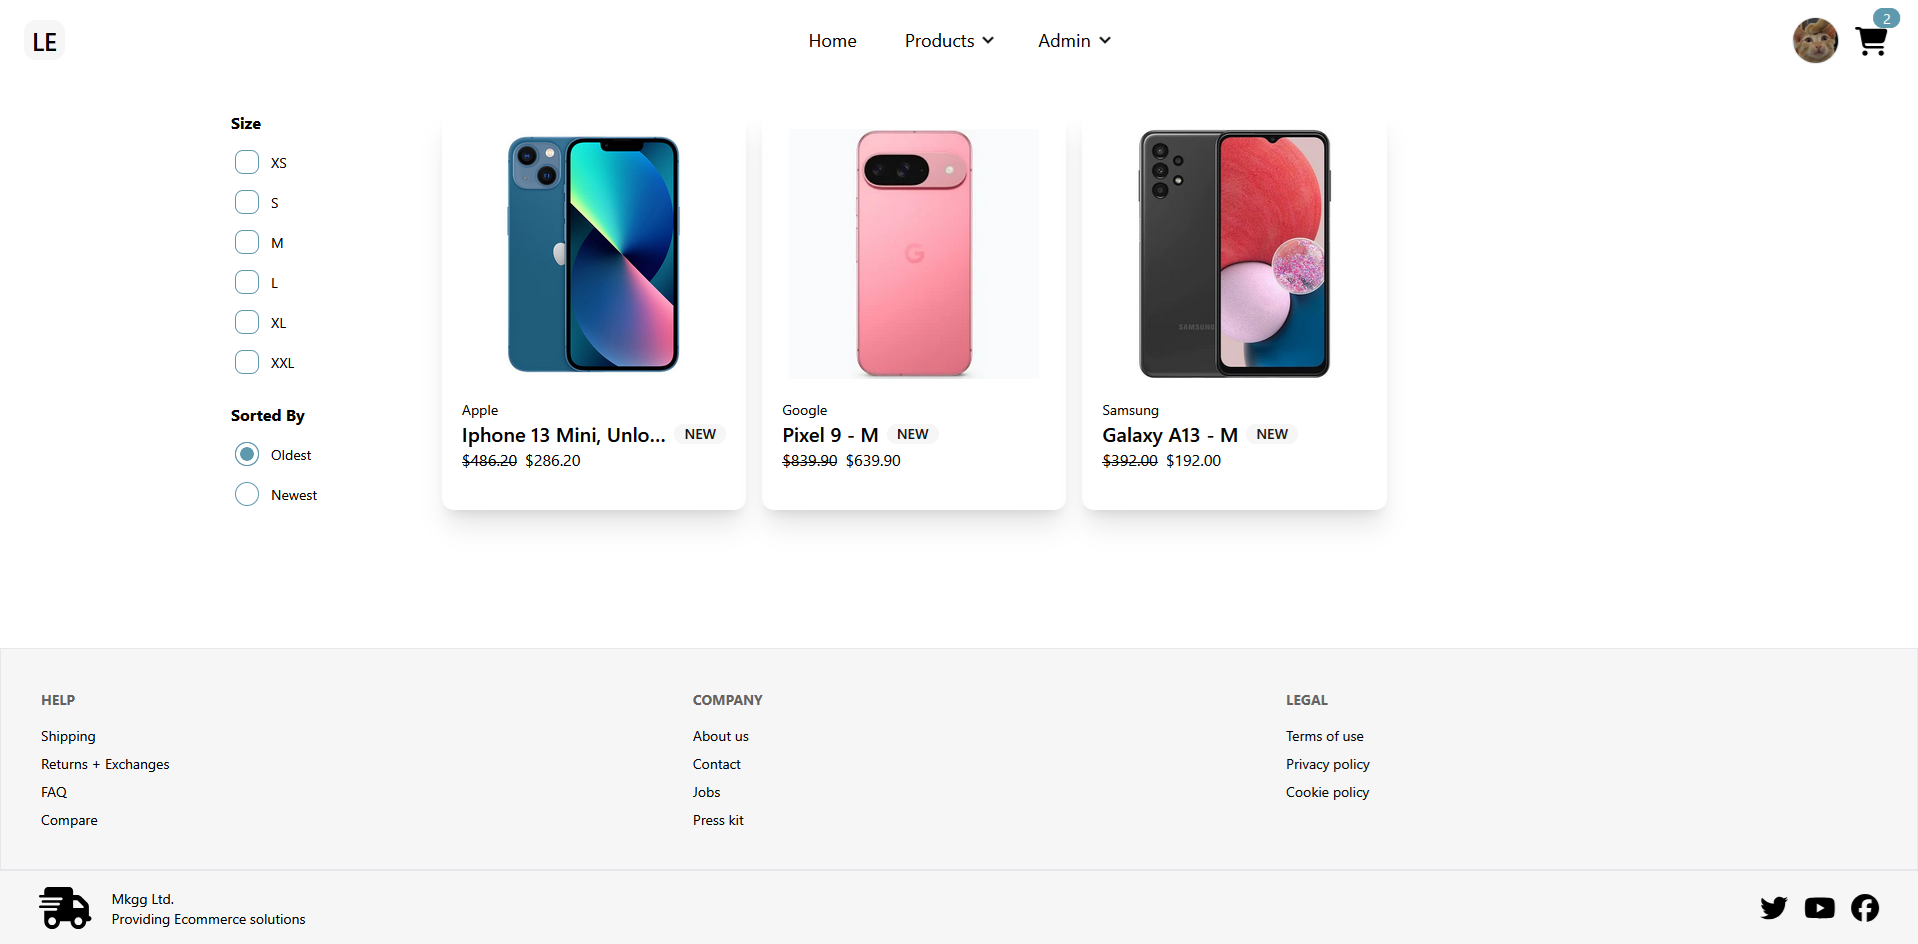 LE
Home
Products
Admin
2
Size
XS
S
M
L
XL
XXL
Sorted By
Oldest
Newest
SAMSUNG
Apple
Iphone 13 Mini, Unlo...
NEW
$486.20 $286.20
Google
Pixel 9 - M
NEW
$839.90 $639.90
Samsung
Galaxy A13 - M
NEW
$392.00 $192.00
HELP
Shipping
Returns + Exchanges
FAQ
Compare
COMPANY
About us
Contact
Jobs
Press kit
LEGAL
Terms of use
Privacy policy
Cookie policy
Mkgg Ltd.
Providing Ecommerce solutions